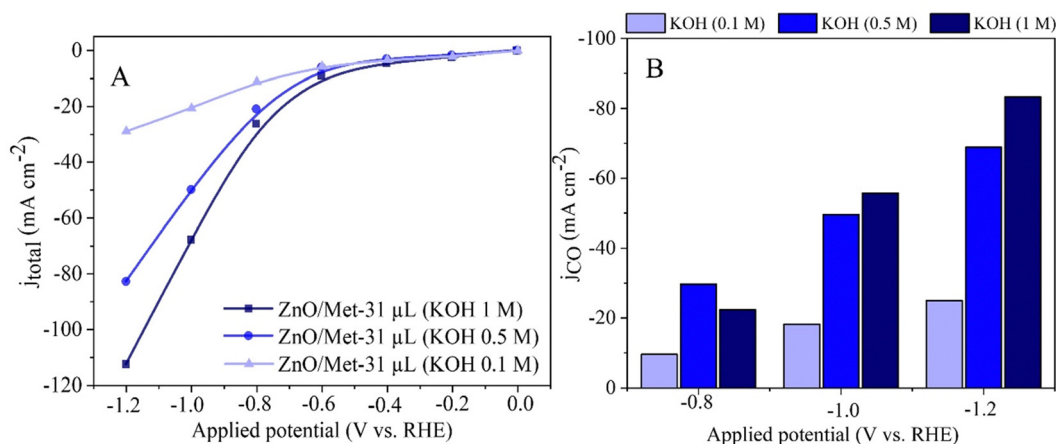 A
j_total (mA cm⁻²)
0
-20
-40
-60
-80
-100
-120
ZnO/Met-31 µL (KOH 1 M)
ZnO/Met-31 µL (KOH 0.5 M)
ZnO/Met-31 µL (KOH 0.1 M)
-1.2 -1.0 -0.8 -0.6 -0.4 -0.2 0.0
Applied potential (V vs. RHE)
KOH (0.1 M) KOH (0.5 M) KOH (1 M)
B
j_CO (mA cm⁻²)
-100
-80
-60
-40
-20
0
-0.8 -1.0 -1.2
Applied potential (V vs. RHE)